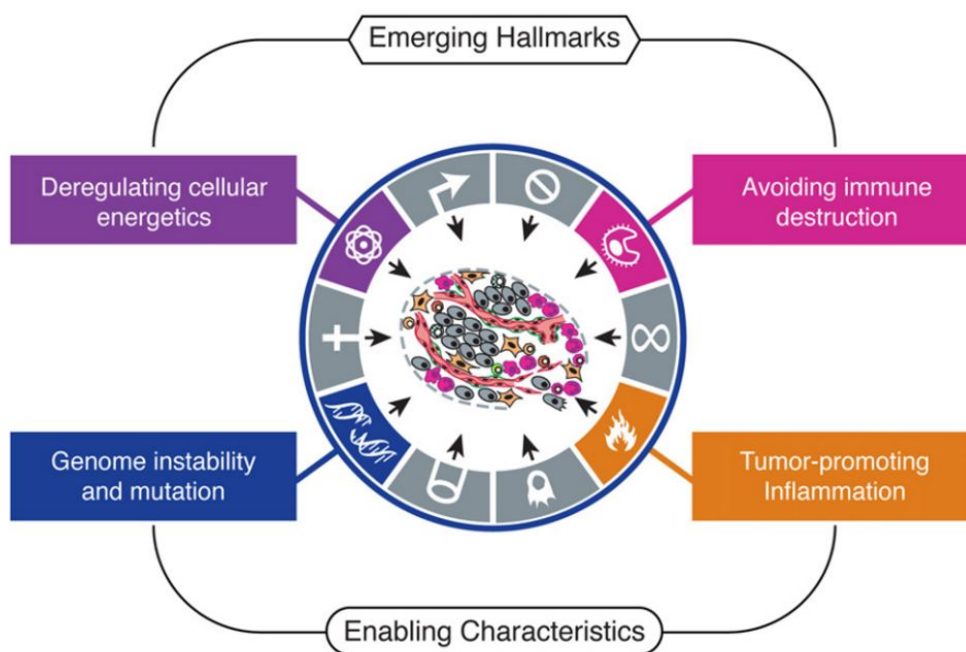 Emerging Hallmarks
Deregulating cellular
energetics
Avoiding immune
destruction
Genome instability
and mutation
Tumor-promoting
Inflammation
Enabling Characteristics